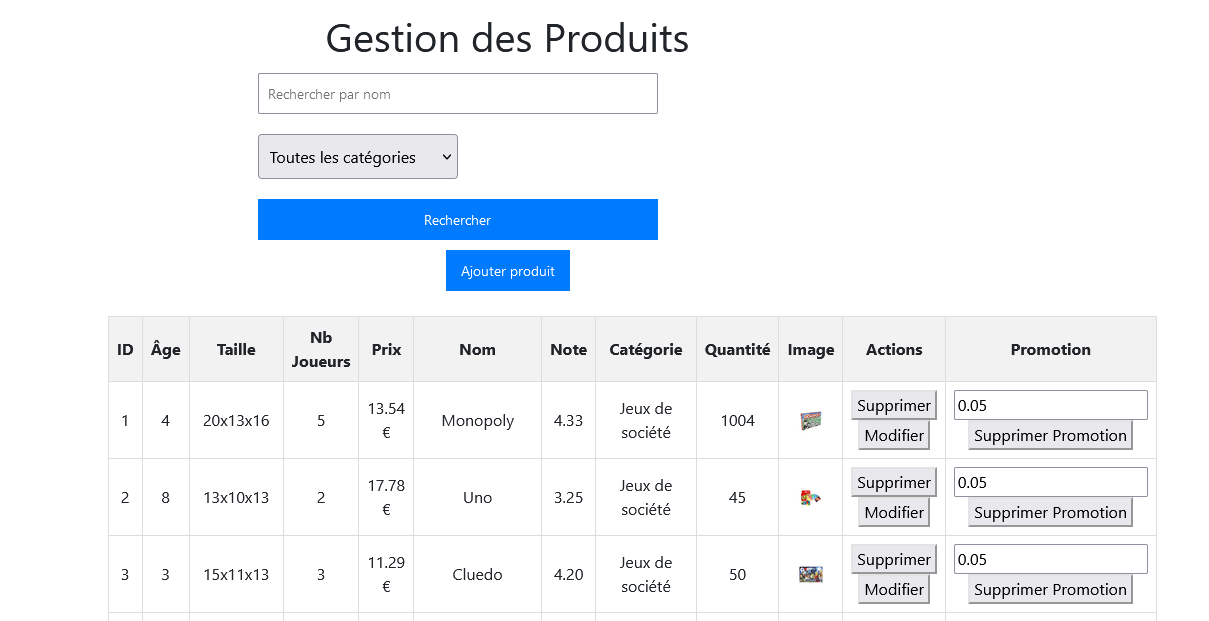 Gestion des Produits
Rechercher par nom
Toutes les catégories
Rechercher
Ajouter produit
ID Âge Taille Nb Joueurs Prix Nom Note Catégorie Quantité Image Actions Promotion
1 4 20x13x16 5 13.54 € Monopoly 4.33 Jeux de société 1004 Supprimer Modifier 0.05 Supprimer Promotion
2 8 13x10x13 2 17.78 € Uno 3.25 Jeux de société 45 Supprimer Modifier 0.05 Supprimer Promotion
3 3 15x11x13 3 11.29 € Cluedo 4.20 Jeux de société 50 Supprimer Modifier 0.05 Supprimer Promotion